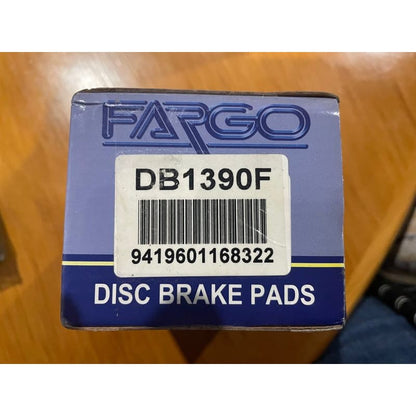 FARGO
DB1390F
9419601168322
DISC BRAKE PADS